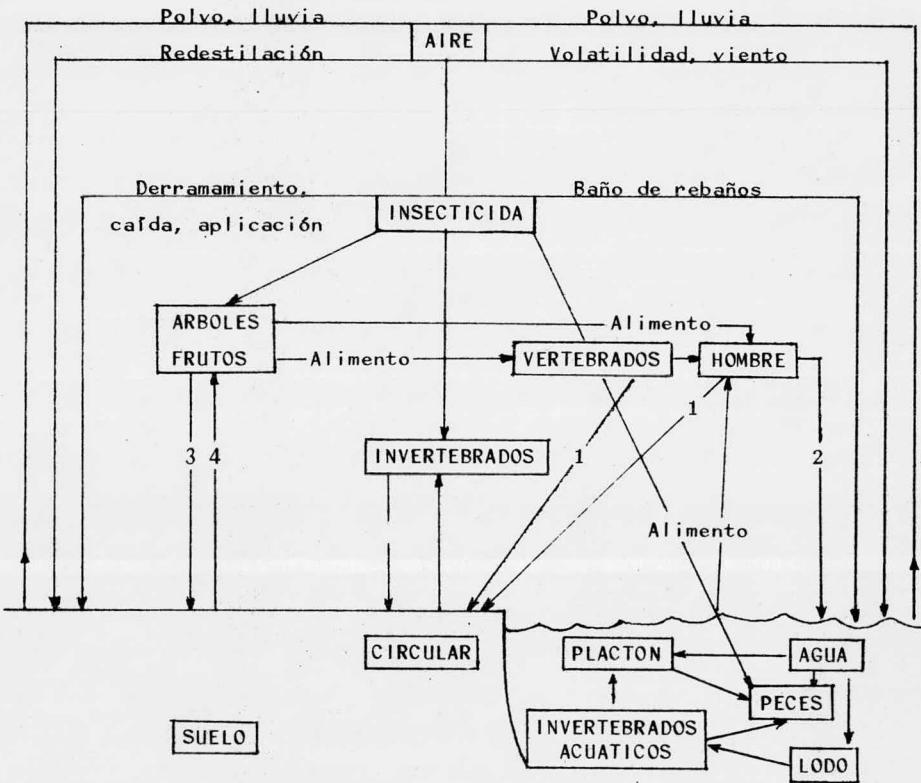 Polvo, lluvia
Polvo, lluvia
AIRE
Redestilación
Volatilidad, viento
Derramamiento.
Baño de rebaños
INSECTICIDA
caída, aplicación
ARBOLES
Alimento
FRUTOS
Alimento
VERTEBRADOS
HOMBRE
1
3 4
INVERTEBRADOS
1
2
Alimento
CIRCULAR
PLACTON
AGUA
PECES
SUELO
INVERTEBRADOS
ACUATICOS
LODO